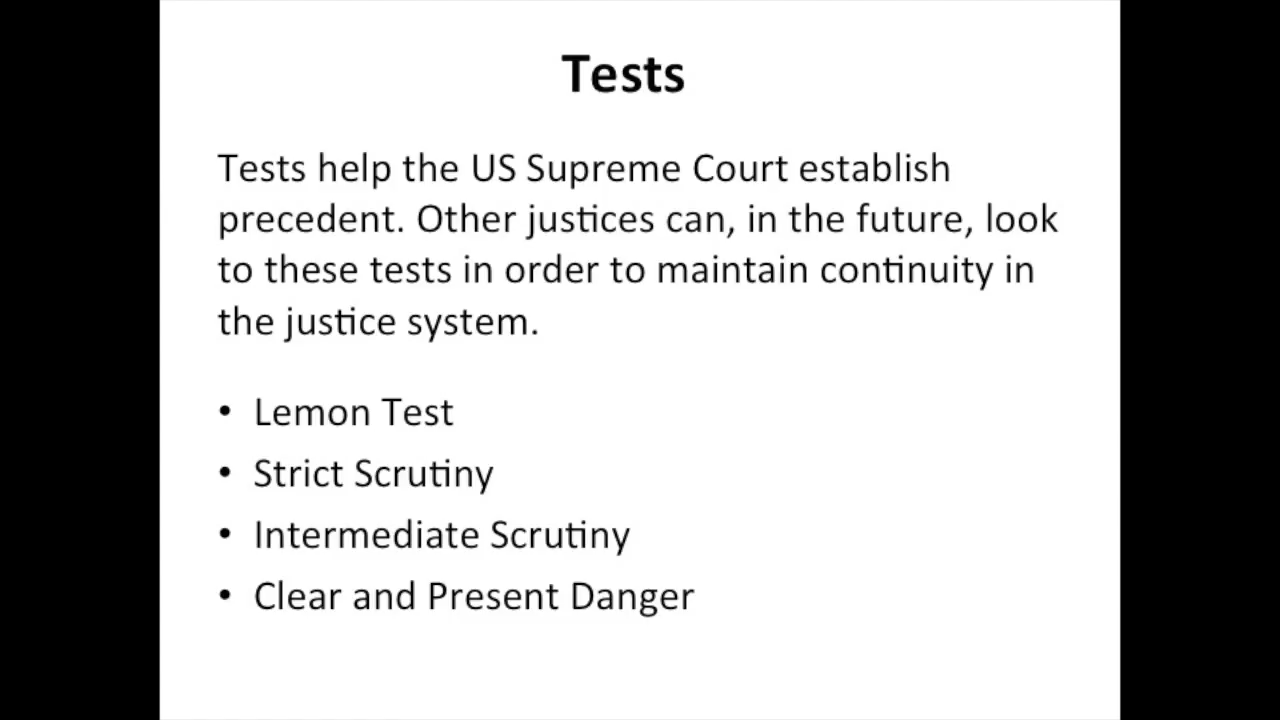 Tests
Tests help the US Supreme Court establish
precedent. Other justices can, in the future, look
to these tests in order to maintain continuity in
the justice system.
• Lemon Test
• Strict Scrutiny
• Intermediate Scrutiny
• Clear and Present Danger